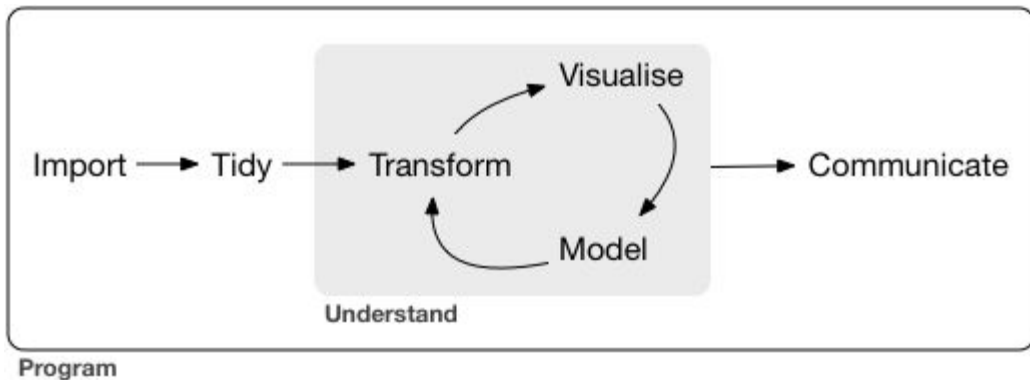 Visualise
Import
Tidy
Transform
Communicate
Model
Understand
Program